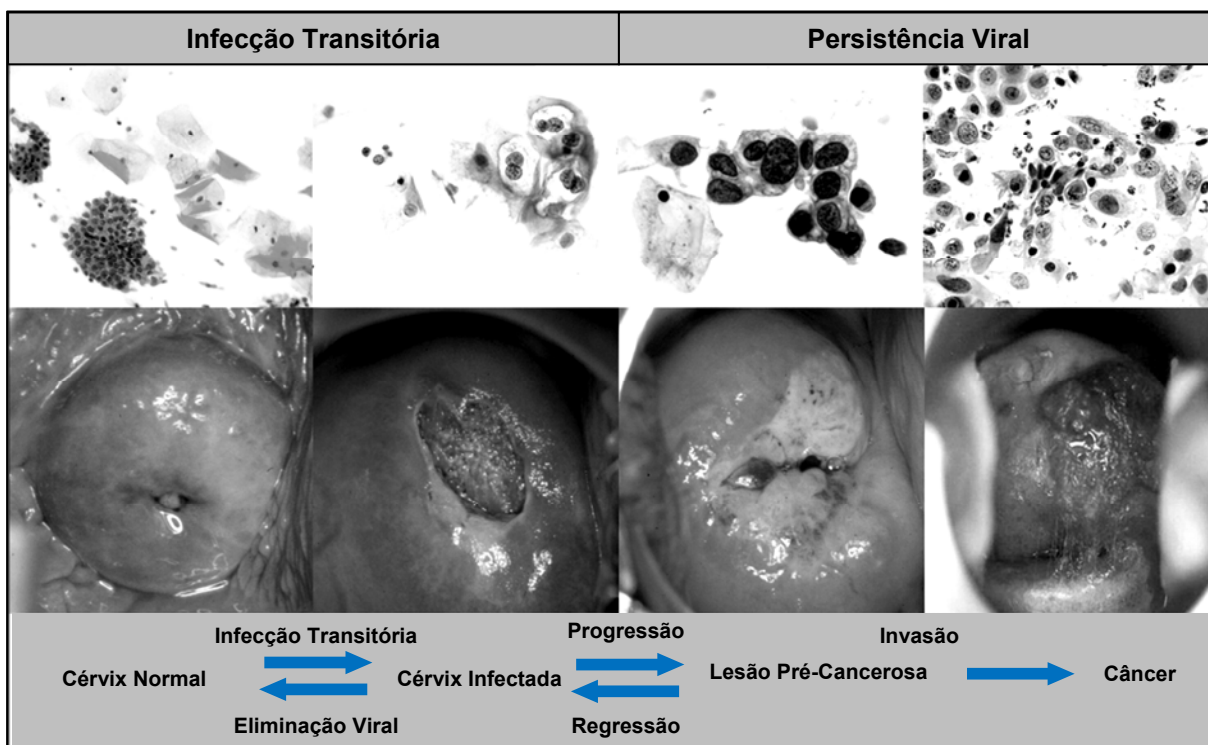 Infecção Transitória
Persistência Viral
Infecção Transitória
Progressão
Invasão
Cérvix Normal
Cérvix Infectada
Lesão Pré-Cancerosa
Câncer
Eliminação Viral
Regressão